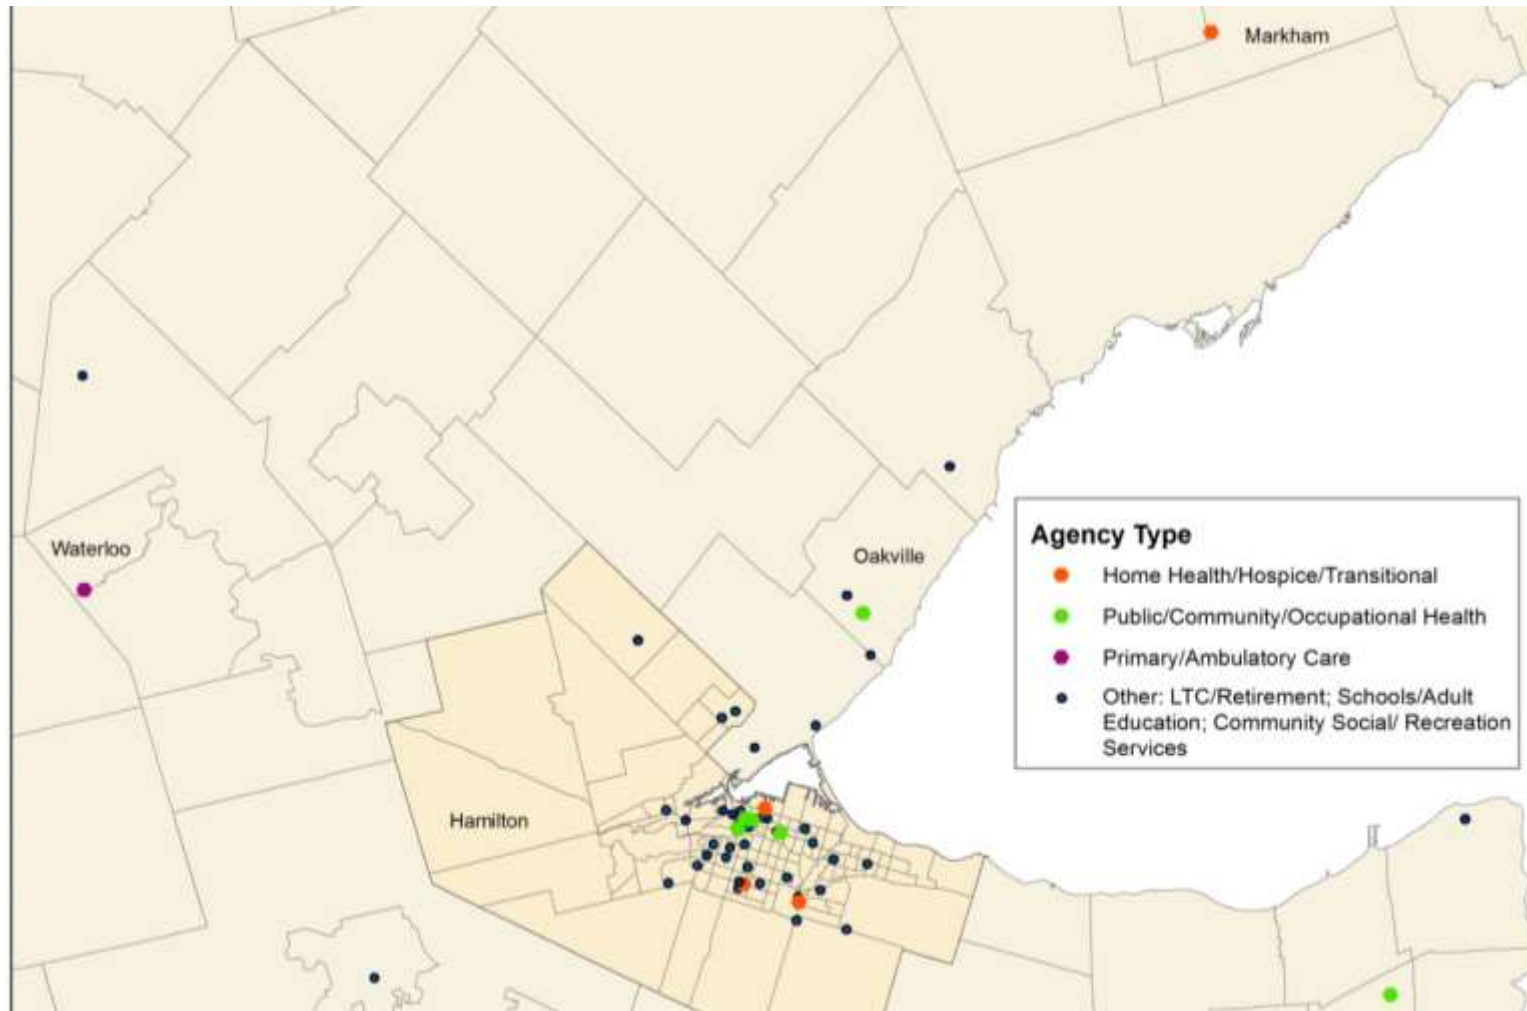 Markham
Waterloo
Oakville
Agency Type
Home Health/Hospice/Transitional
Public/Community/Occupational Health
Primary/Ambulatory Care
Other: LTC/Retirement; Schools/Adult
Education; Community Social/ Recreation
Services
Hamilton